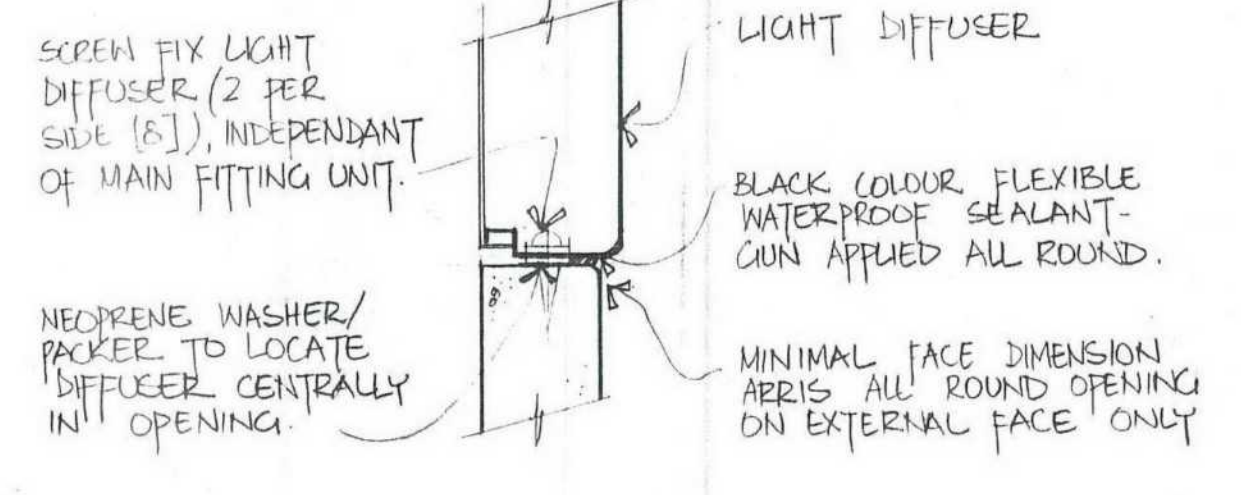 SCREW FIX LIGHT
DIFFUSER (2 PER
SIDE [8]), INDEPENDANT
OF MAIN FITTING UNIT.
NEOPRENE WASHER/
PACKER TO LOCATE
DIFFUSER CENTRALLY
IN OPENING.
LIGHT DIFFUSER
BLACK COLOUR FLEXIBLE
WATERPROOF SEALANT-
GUN APPLIED ALL ROUND.
MINIMAL FACE DIMENSION
ARRIS ALL ROUND OPENING
ON EXTERNAL FACE ONLY